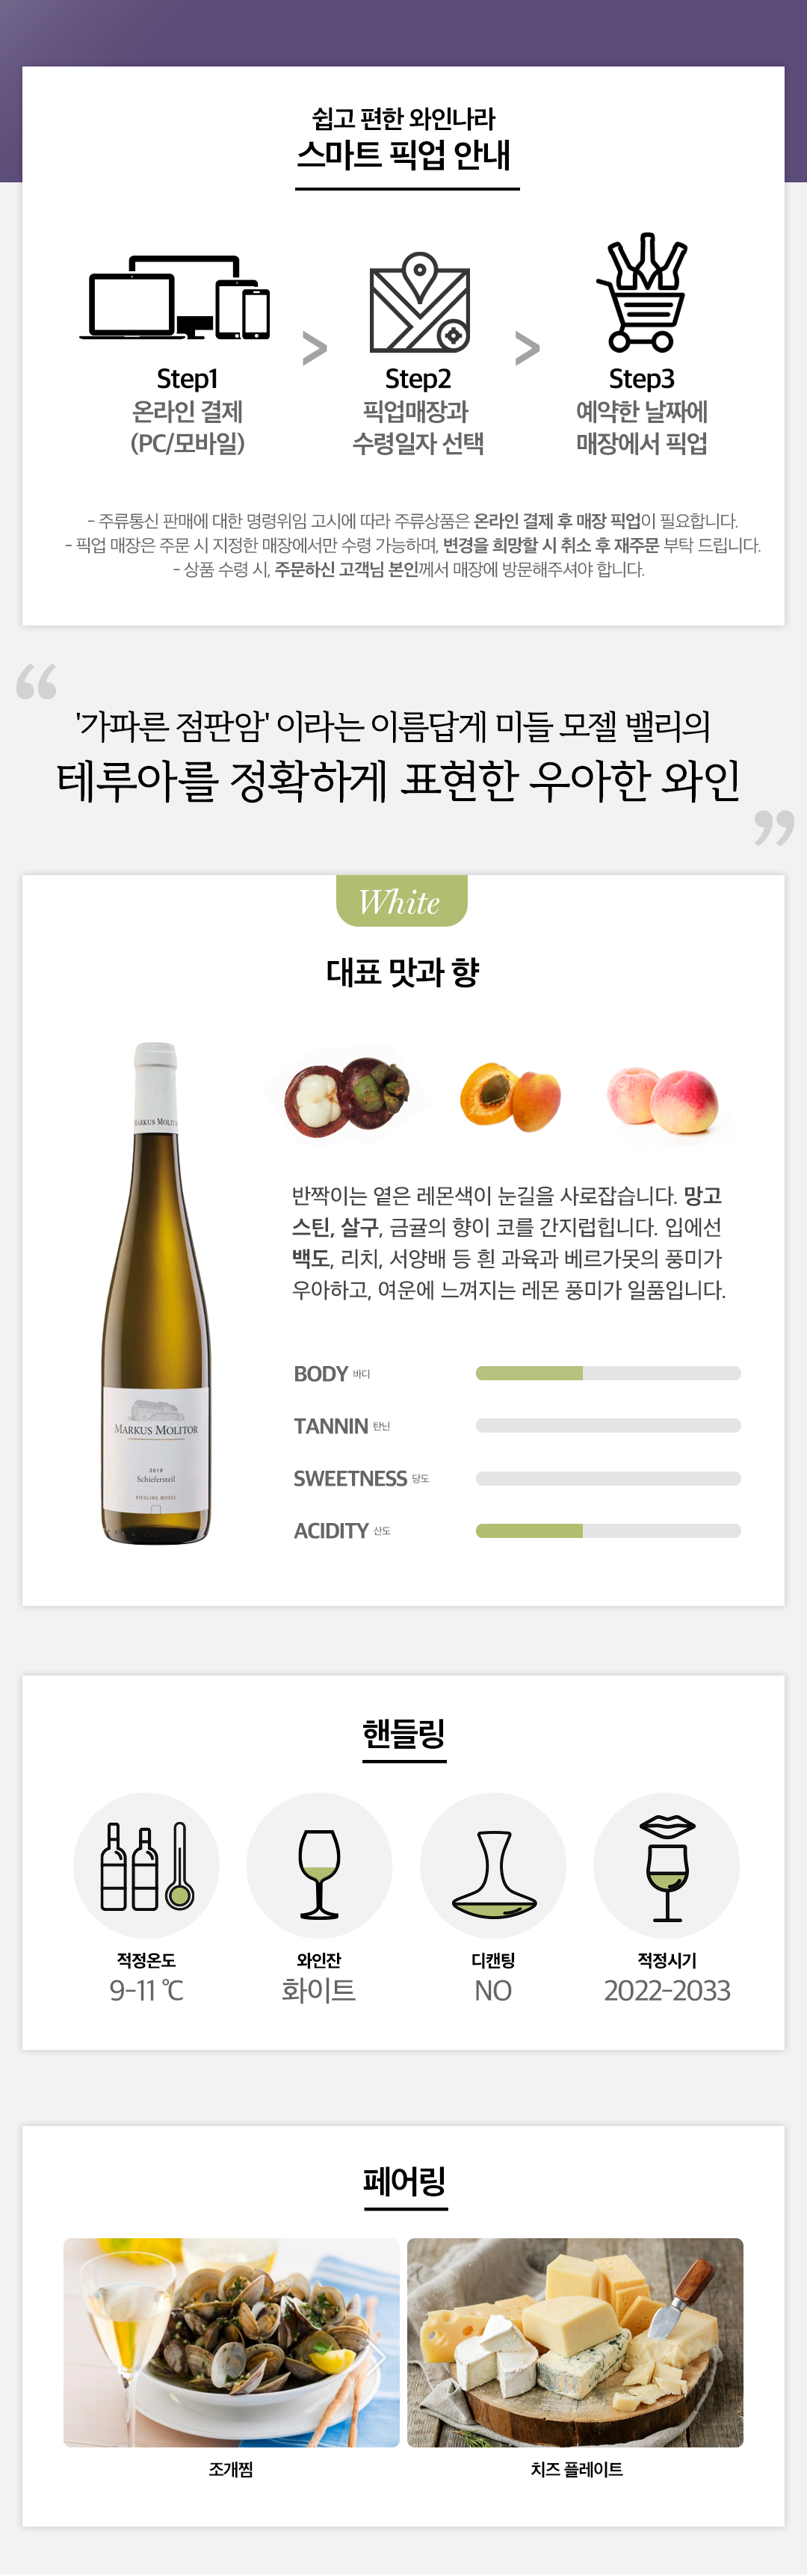 쉽고 편한 와인나라
스마트 픽업 안내
>
>
Step1
온라인 결제
(PC/모바일)
Step2
픽업매장과
수령일자 선택
Step3
예약한 날짜에
매장에서 픽업
- 주류통신 판매에 대한 명령위임 고시에 따라 주류상품은 온라인 결제 후 매장 픽업이 필요합니다.
- 픽업 매장은 주문 시 지정한 매장에서만 수령 가능하며, 변경을 희망할 시 취소 후 재주문 부탁 드립니다.
- 상품 수령 시, 주문하신 고객님 본인께서 매장에 방문해주셔야 합니다.
“
'가파른 점판암' 이라는 이름답게 미들 모젤 밸리의
테루아를 정확하게 표현한 우아한 와인
”
White
대표 맛과 향
MARKUS MOLIT
반짝이는 옅은 레몬색이 눈길을 사로잡습니다. 망고
스틴, 살구, 금귤의 향이 코를 간지럽힙니다. 입에선
백도, 리치, 서양배 등 흰 과육과 베르가못의 풍미가
우아하고, 여운에 느껴지는 레몬 풍미가 일품입니다.
MARKUS MOLITOR
2019
Schiefersteil
RIESLING MOSEL
BODY 바디
TANNIN 탄닌
SWEETNESS 당도
ACIDITY 산도
핸들링
적정온도
9-11 ℃
와인잔
화이트
디캔팅
NO
적정시기
2022-2033
페어링
조개찜
치즈 플레이트